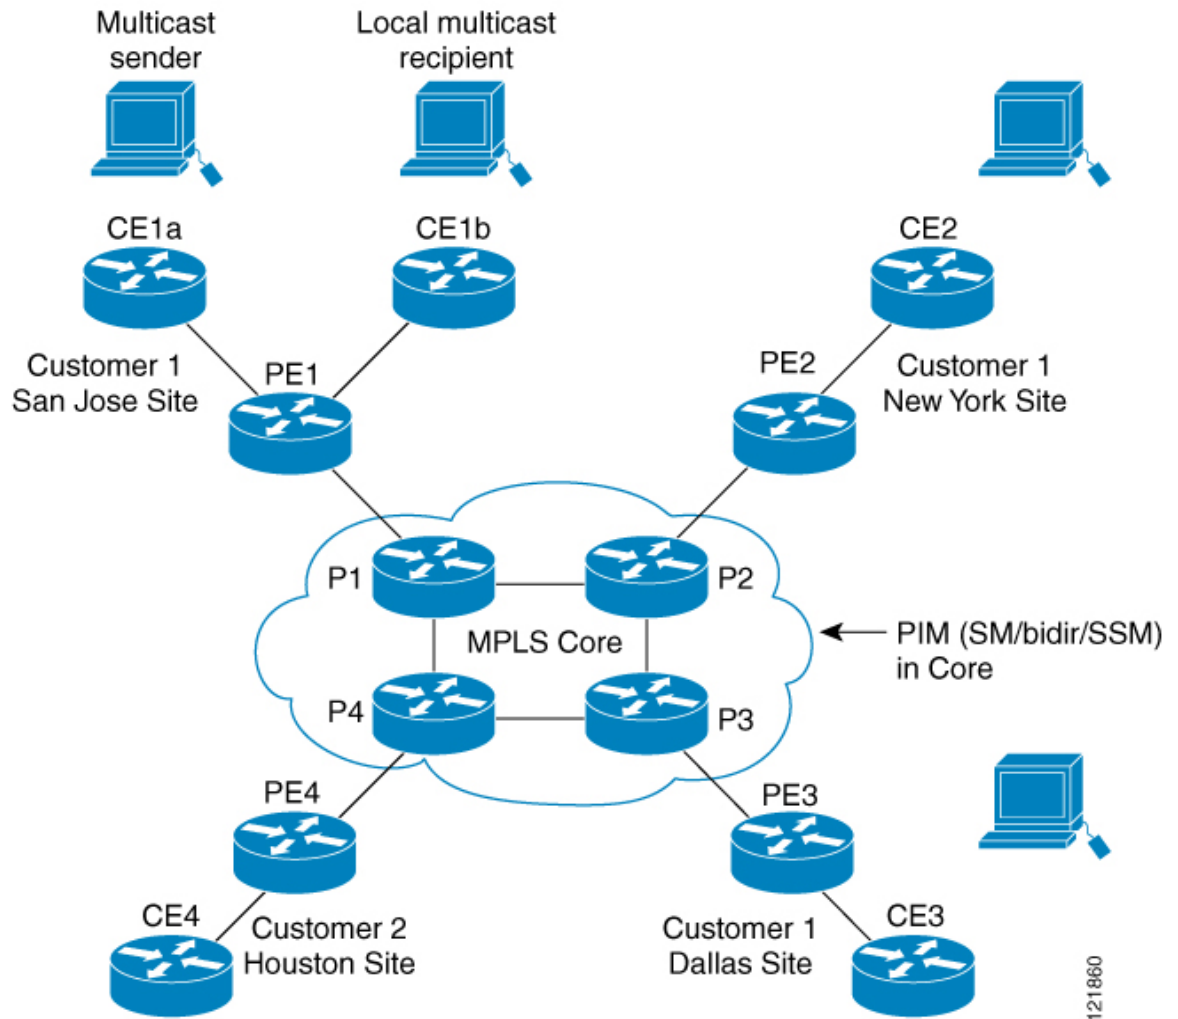 Multicast
sender
Local multicast
recipient
CE1a
CE1b
CE2
Customer 1
San Jose Site
PE1
PE2
Customer 1
New York Site
P1
P2
MPLS Core
PIM (SM/bidir/SSM)
in Core
P4
P3
PE4
PE3
CE4
Customer 2
Houston Site
Customer 1
Dallas Site
CE3
121860